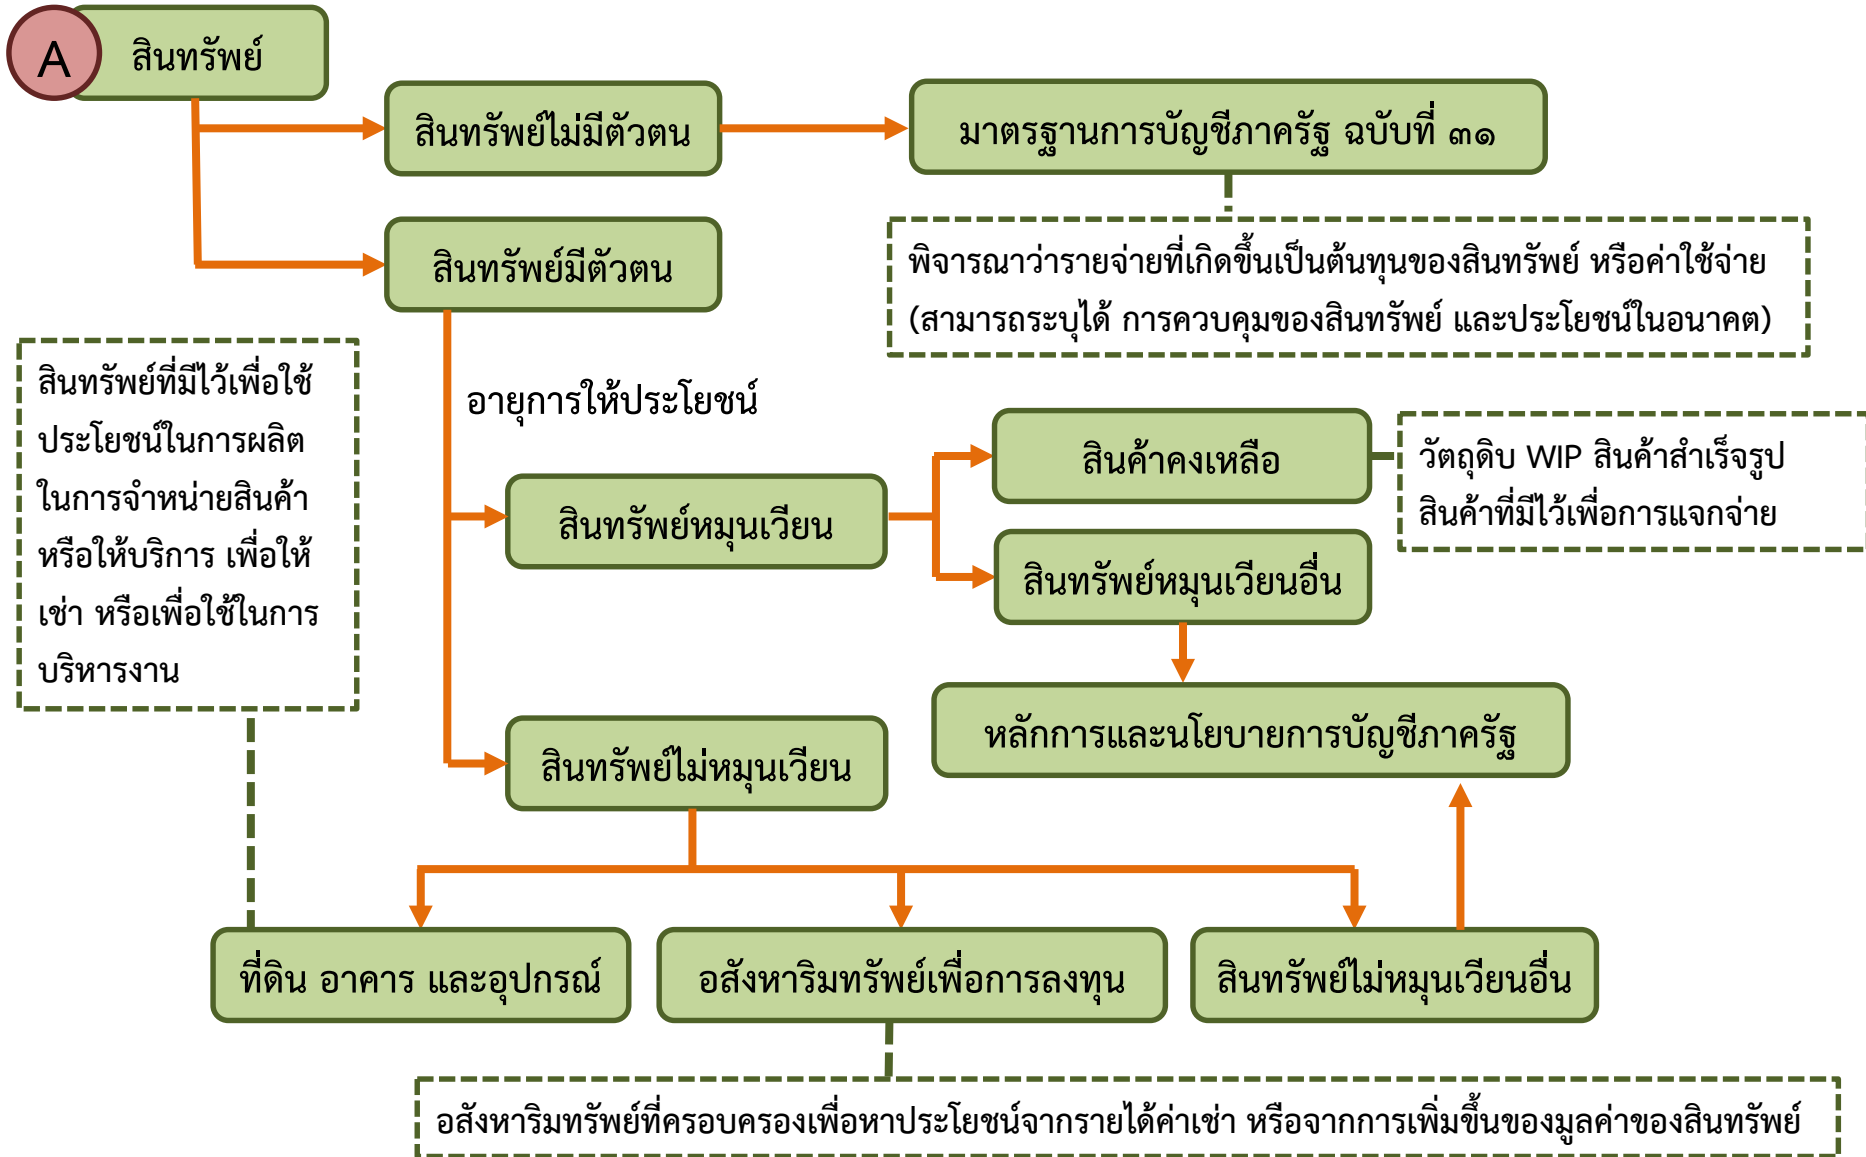 A
สินทรัพย์
สินทรัพย์ไม่มีตัวตน
มาตรฐานการบัญชีภาครัฐ ฉบับที่ ๓๑
พิจารณาว่ารายจ่ายที่เกิดขึ้นเป็นต้นทุนของสินทรัพย์ หรือค่าใช้จ่าย
(สามารถระบุได้ การควบคุมของสินทรัพย์ และประโยชน์ในอนาคต)
สินทรัพย์มีตัวตน
สินทรัพย์ที่มีไว้เพื่อใช้
ประโยชน์ในการผลิต
ในการจำหน่ายสินค้า
หรือให้บริการ เพื่อให้
เช่า หรือเพื่อใช้ในการ
บริหารงาน
อายุการให้ประโยชน์
สินทรัพย์หมุนเวียน
สินค้าคงเหลือ
วัตถุดิบ WIP สินค้าสำเร็จรูป
สินค้าที่มีไว้เพื่อการแจกจ่าย
สินทรัพย์หมุนเวียนอื่น
หลักการและนโยบายการบัญชีภาครัฐ
สินทรัพย์ไม่หมุนเวียน
ที่ดิน อาคาร และอุปกรณ์
อสังหาริมทรัพย์เพื่อการลงทุน
สินทรัพย์ไม่หมุนเวียนอื่น
อสังหาริมทรัพย์ที่ครอบครองเพื่อหาประโยชน์จากรายได้ค่าเช่า หรือจากการเพิ่มขึ้นของมูลค่าของสินทรัพย์